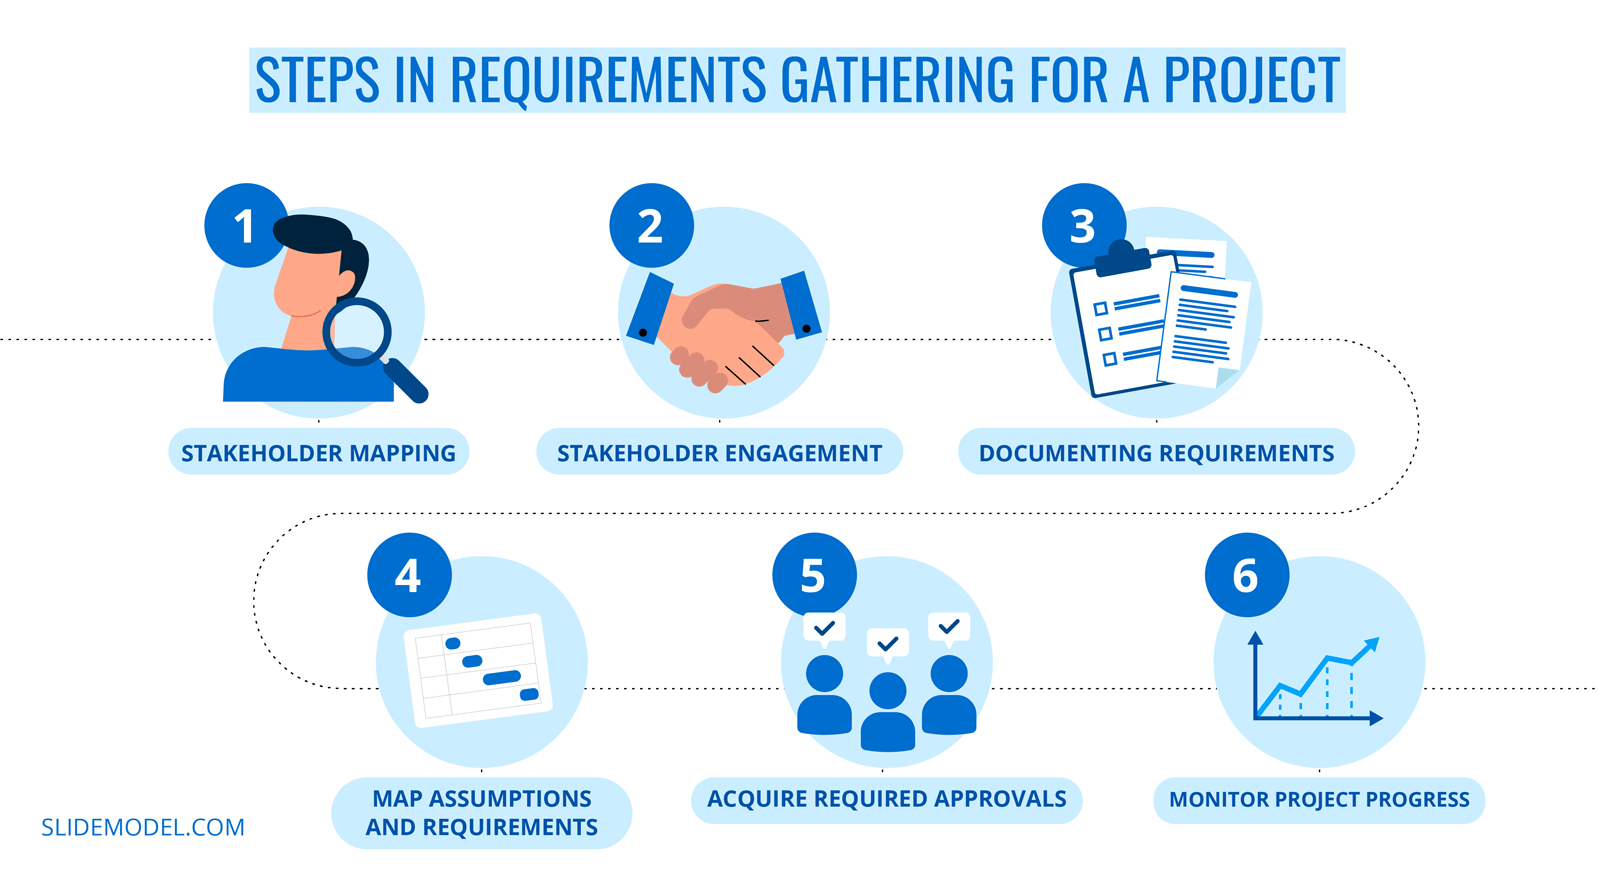 STEPS IN REQUIREMENTS GATHERING FOR A PROJECT
1
STAKEHOLDER MAPPING
2
STAKEHOLDER ENGAGEMENT
3
DOCUMENTING REQUIREMENTS
4
MAP ASSUMPTIONS
AND REQUIREMENTS
5
ACQUIRE REQUIRED APPROVALS
6
MONITOR PROJECT PROGRESS
SLIDEMODEL.COM